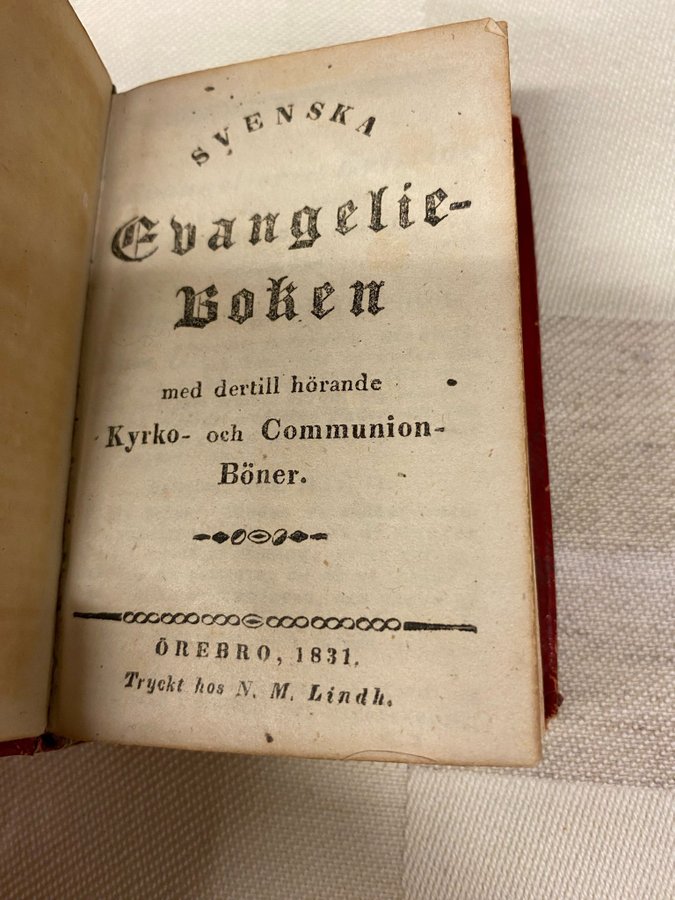 SVENSKA
Evangelie-
Boken
med dertill hörande
Kyrko- och Communion-
Böner.
ÖREBRO, 1831.
Tryckt hos N. M. Lindh.